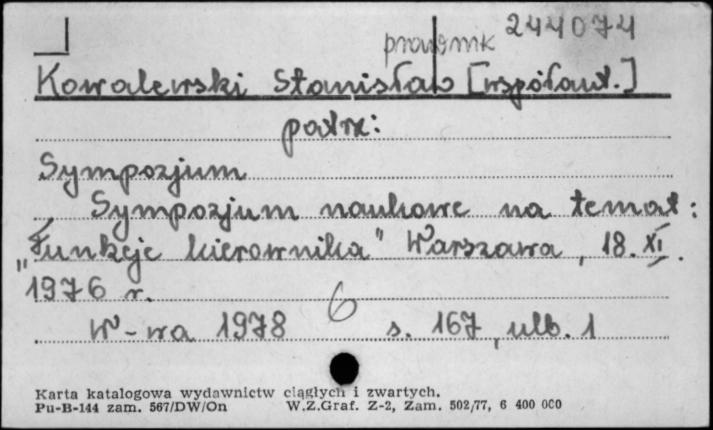 244074
prawnik
Kowalewski Stanisław [współaut.]
patrz:
Sympozjum
Sympozjum naukowe na temat:
„Funkcje kierownika" Warszawa, 18. XI.
1976 r.
6
W-wa 1978 s. 167, ulb. 1
Karta katalogowa wydawnictw ciągłych i zwartych.
Pu-B-144 zam. 567/DW/On W.Z.Graf. Z-2, Zam. 502/77, 6 400 000